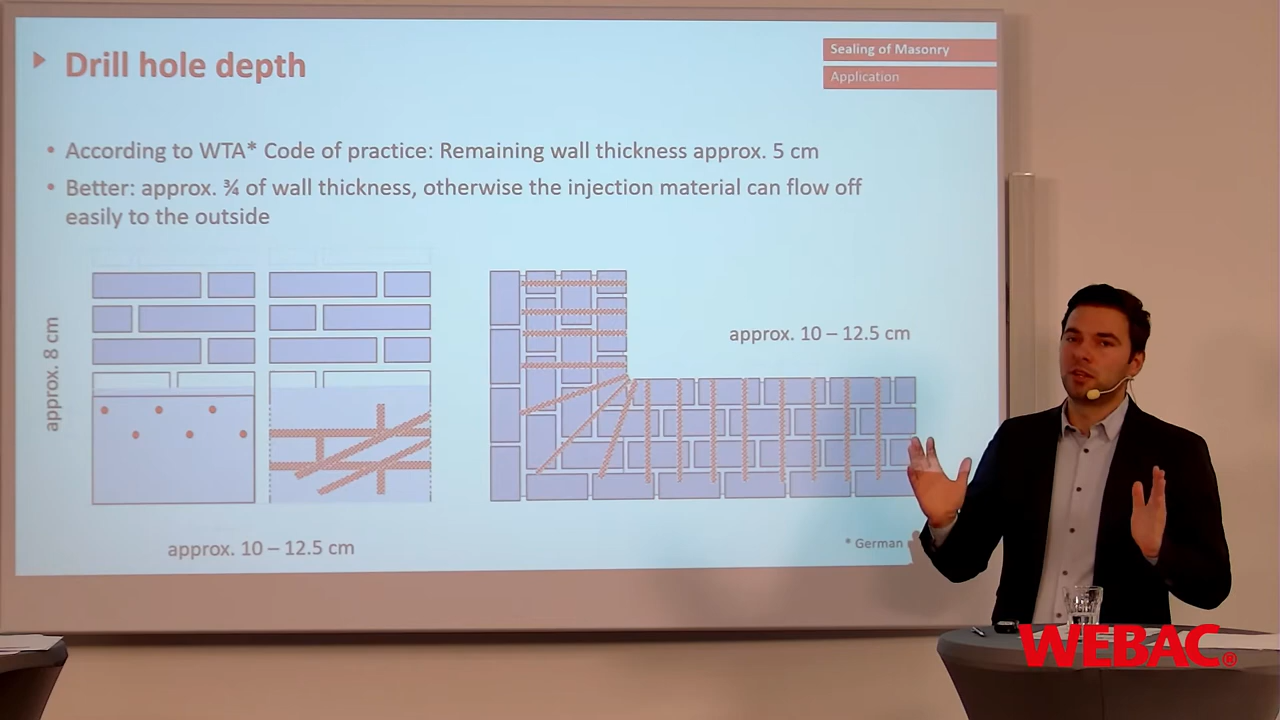 Drill hole depth
Sealing of Masonry
Application
• According to WTA* Code of practice: Remaining wall thickness approx. 5 cm
• Better: approx. ¾ of wall thickness, otherwise the injection material can flow off
easily to the outside
approx. 8 cm
approx. 10 – 12.5 cm
approx. 10 – 12.5 cm
* German
WEBAC®